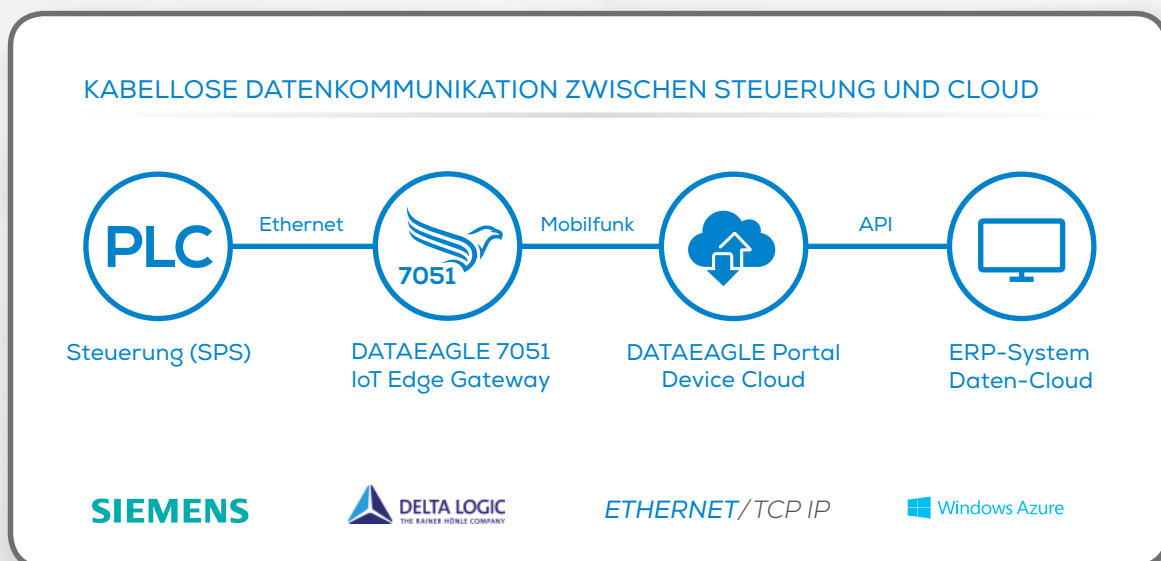 KABELLOSE DATENKOMMUNIKATION ZWISCHEN STEUERUNG UND CLOUD
Ethernet
Mobilfunk
API
PLC
7051
Steuerung (SPS)
DATAEAGLE 7051
IoT Edge Gateway
DATAEAGLE Portal
Device Cloud
ERP-System
Daten-Cloud
SIEMENS
DELTA LOGIC
THE RAINER HÖNLE COMPANY
ETHERNET/TCP IP
Windows Azure